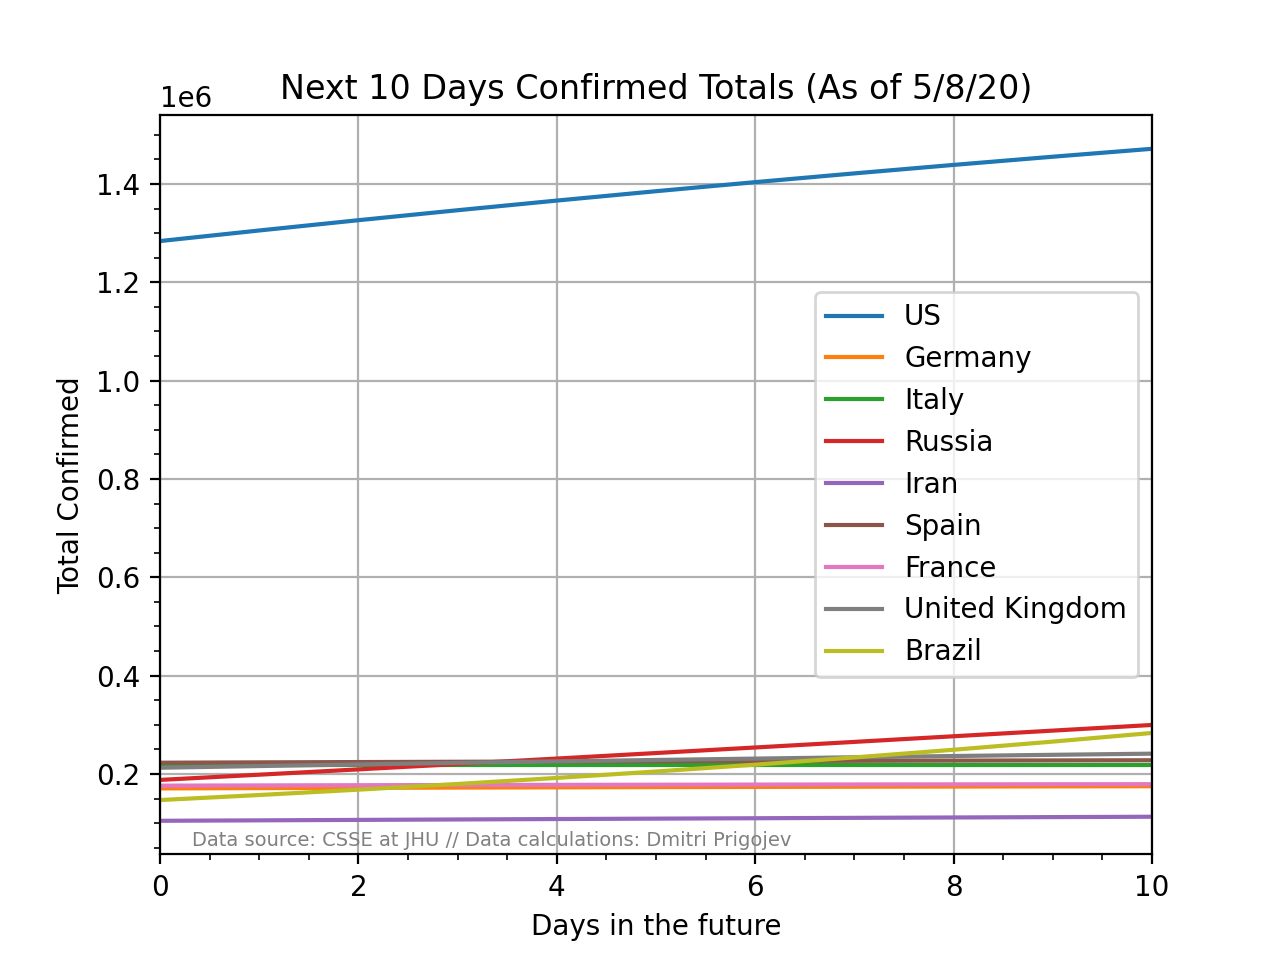 Next 10 Days Confirmed Totals (As of 5/8/20)
1e6
1.4
1.2
1.0
0.8
0.6
0.4
0.2
Total Confirmed
US
Germany
Italy
Russia
Iran
Spain
France
United Kingdom
Brazil
Data source: CSSE at JHU // Data calculations: Dmitri Prigojev
0 2 4 6 8 10
Days in the future